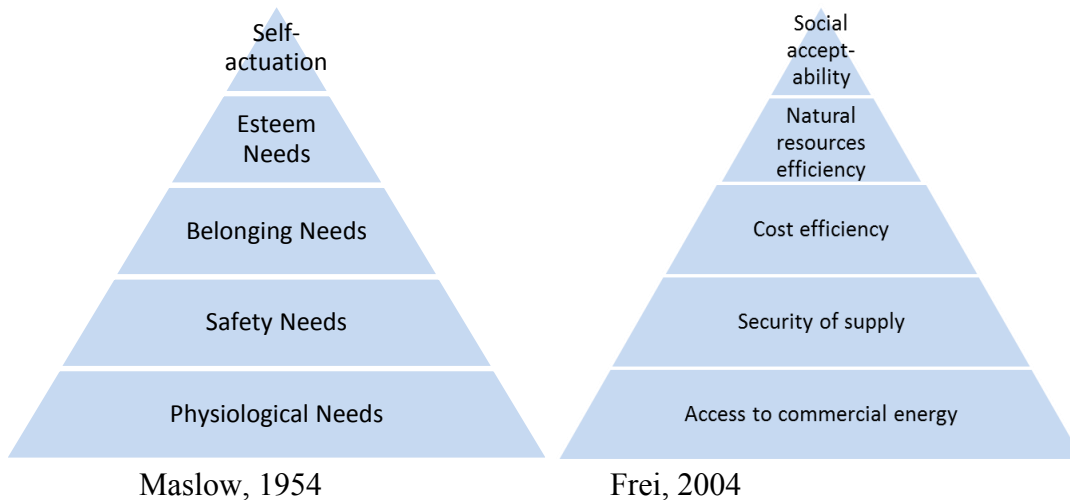 Self-
actuation
Esteem
Needs
Belonging Needs
Safety Needs
Physiological Needs
Maslow, 1954
Social
accept-
ability
Natural
resources
efficiency
Cost efficiency
Security of supply
Access to commercial energy
Frei, 2004